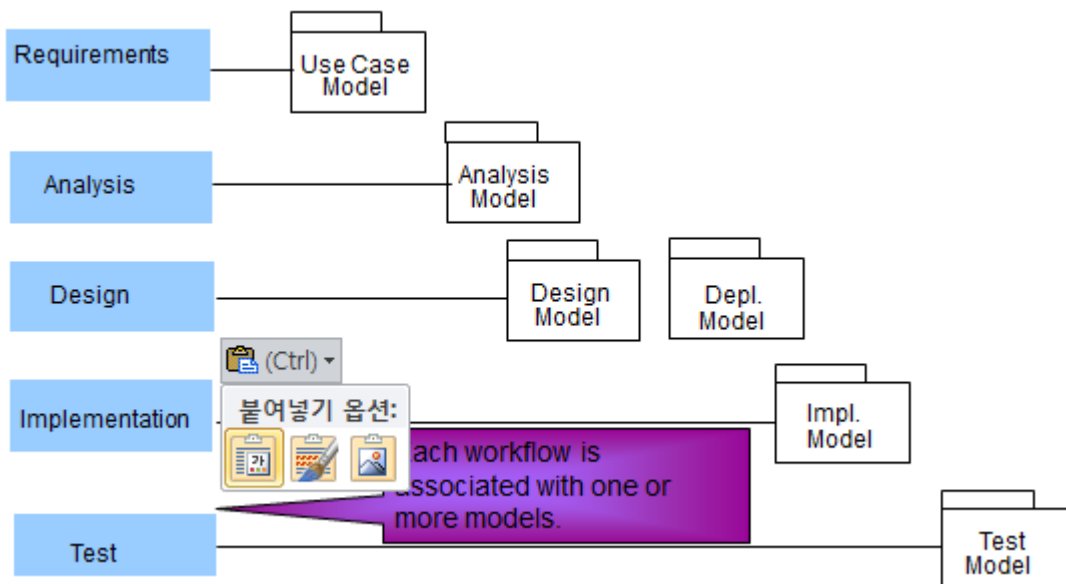 Requirements
Use Case
Model
Analysis
Analysis
Model
Design
Design
Model
Depl.
Model
(Ctrl)
붙여넣기 옵션:
가
Implementation
Impl.
Model
ach workflow is
associated with one or
more models.
Test
Test
Model